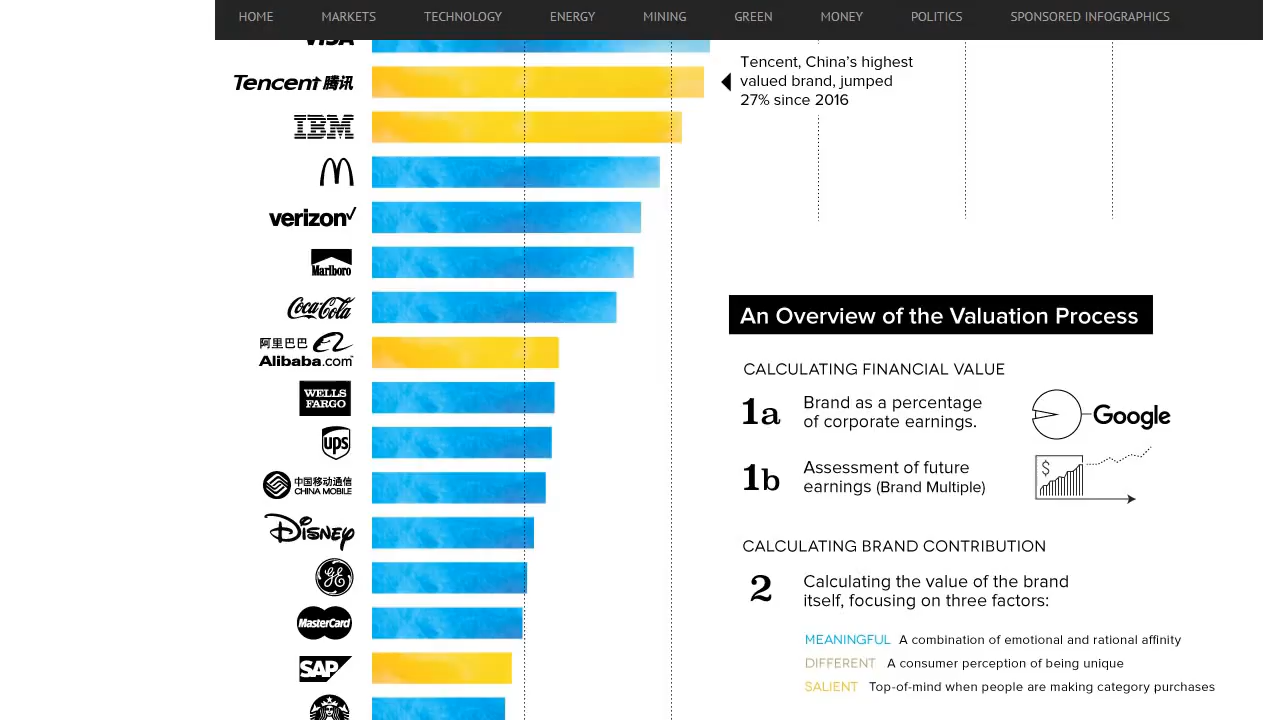 HOME MARKETS TECHNOLOGY ENERGY MINING GREEN MONEY POLITICS SPONSORED INFOGRAPHICS
VISA
Tencent 腾讯
Tencent, China's highest
valued brand, jumped
27% since 2016
IBM
verizon✓
Marlboro
Coca-Cola
阿里巴巴
Alibaba.com™
WELLS
FARGO
ups
中国移动通信
CHINA MOBILE
Disney
GE
MasterCard
SAP
An Overview of the Valuation Process
CALCULATING FINANCIAL VALUE
1a Brand as a percentage
of corporate earnings.
Google
1b Assessment of future
earnings (Brand Multiple)
$
CALCULATING BRAND CONTRIBUTION
2 Calculating the value of the brand
itself, focusing on three factors:
MEANINGFUL A combination of emotional and rational affinity
DIFFERENT A consumer perception of being unique
SALIENT Top-of-mind when people are making category purchases